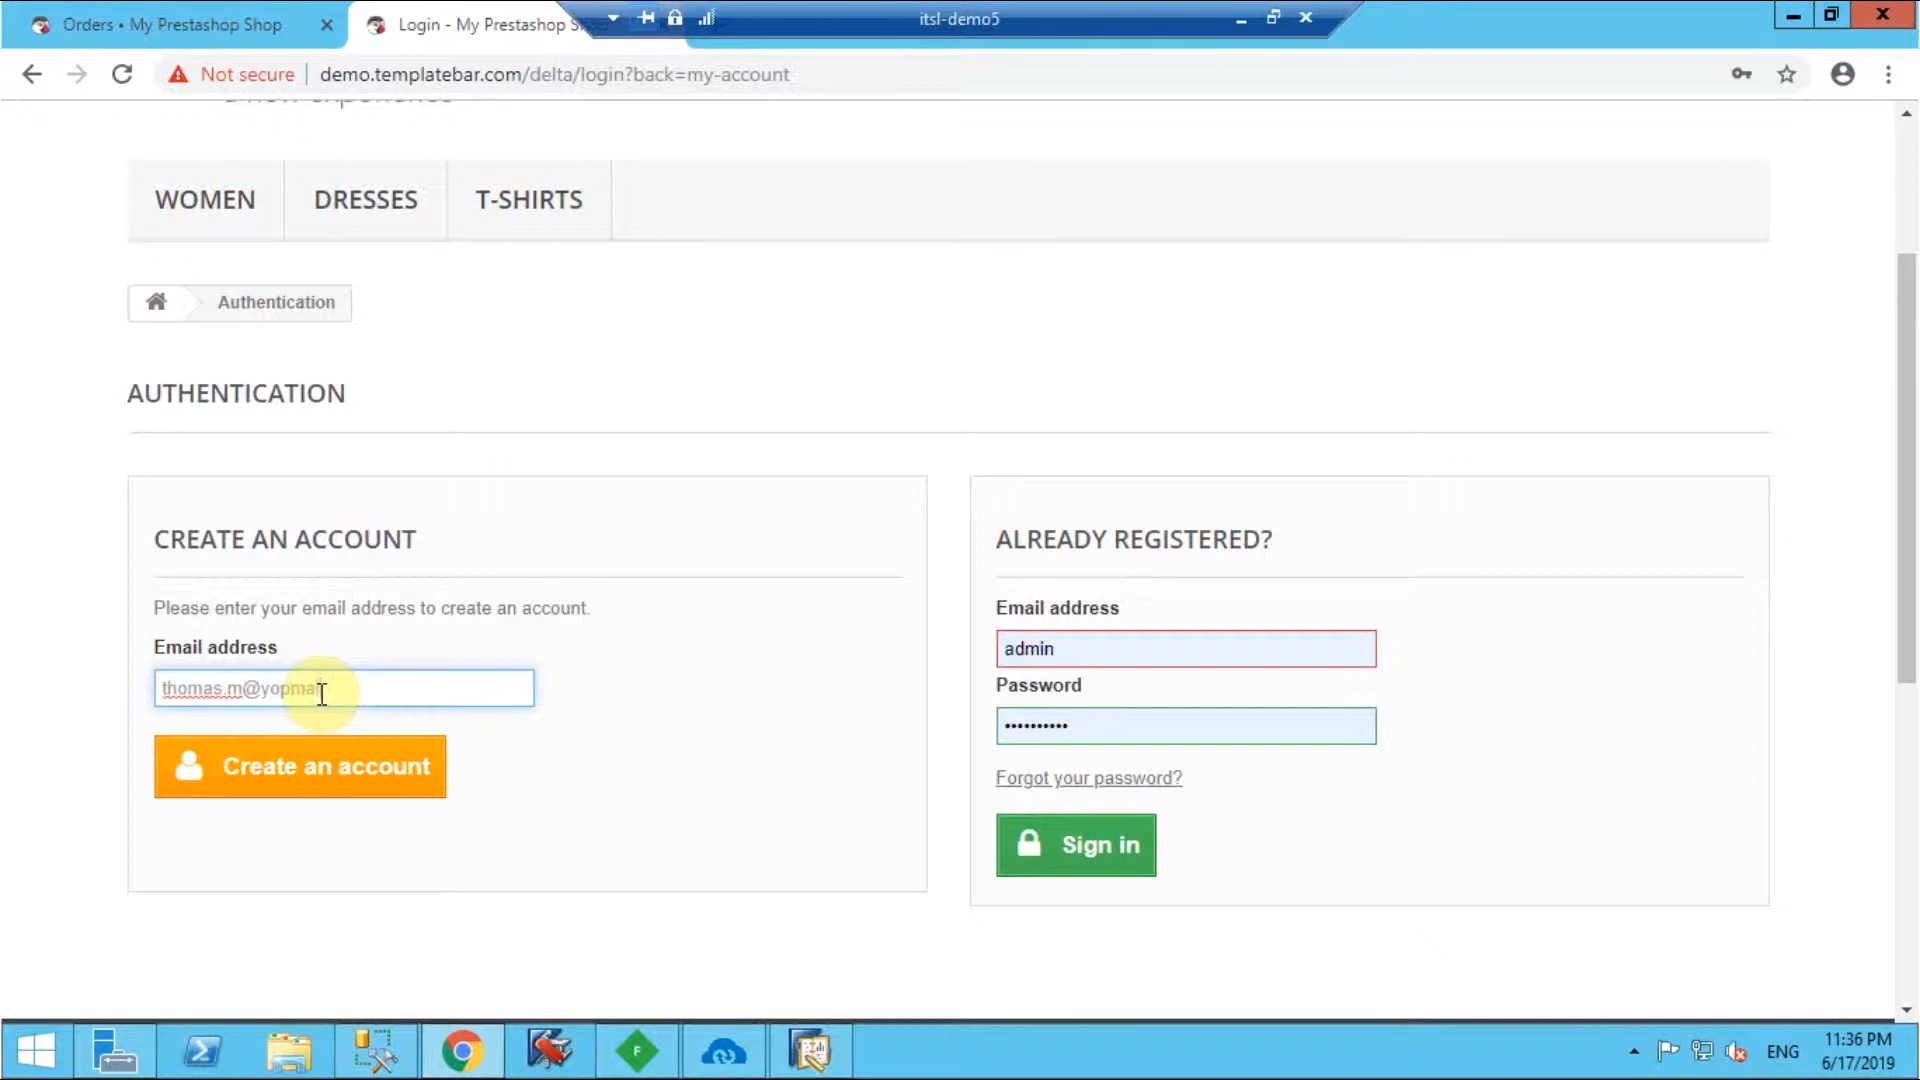 Orders • My Prestashop Shop
Login - My Prestashop
itsl-demo5
Not secure
demo.templatebar.com/delta/login?back=my-account
a new experience
WOMEN
DRESSES
T-SHIRTS
Authentication
AUTHENTICATION
CREATE AN ACCOUNT
Please enter your email address to create an account.
Email address
thomas.m@yopmai
Create an account
ALREADY REGISTERED?
Email address
admin
Password
••••••••••
Forgot your password?
Sign in
F
ENG
11:36 PM
6/17/2019